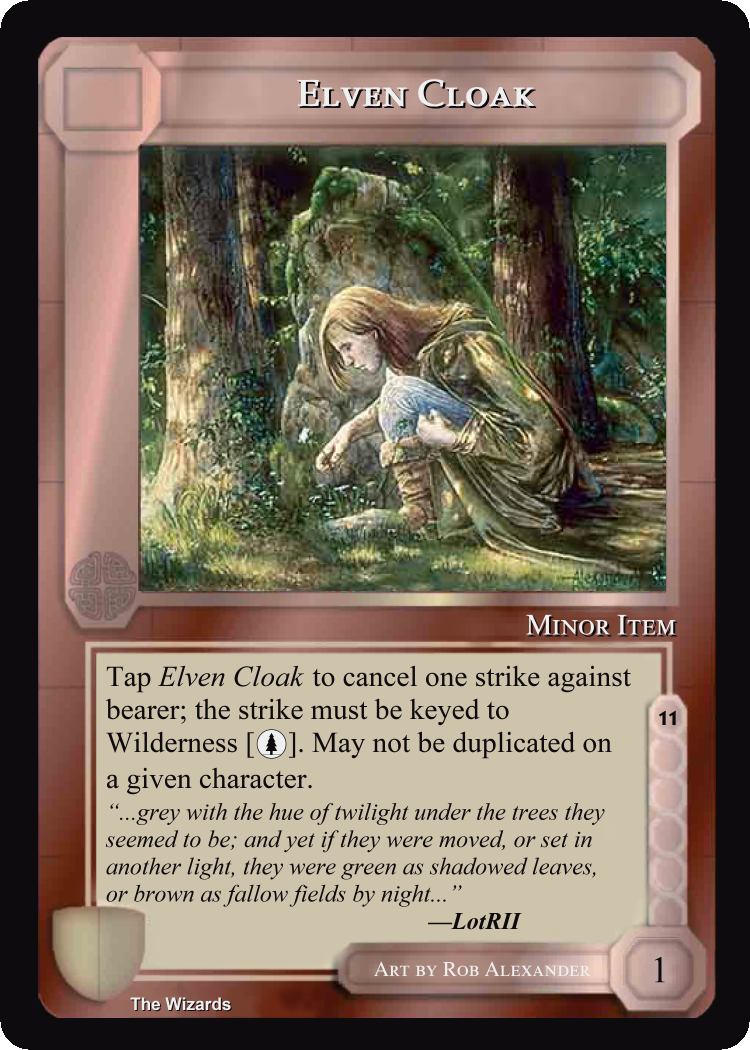 Elven Cloak
Minor Item
Tap Elven Cloak to cancel one strike against
bearer; the strike must be keyed to
Wilderness [ ]. May not be duplicated on
a given character.
“...grey with the hue of twilight under the trees they
seemed to be; and yet if they were moved, or set in
another light, they were green as shadowed leaves,
or brown as fallow fields by night...”
—LotRII
11
Art by Rob Alexander
1
The Wizards